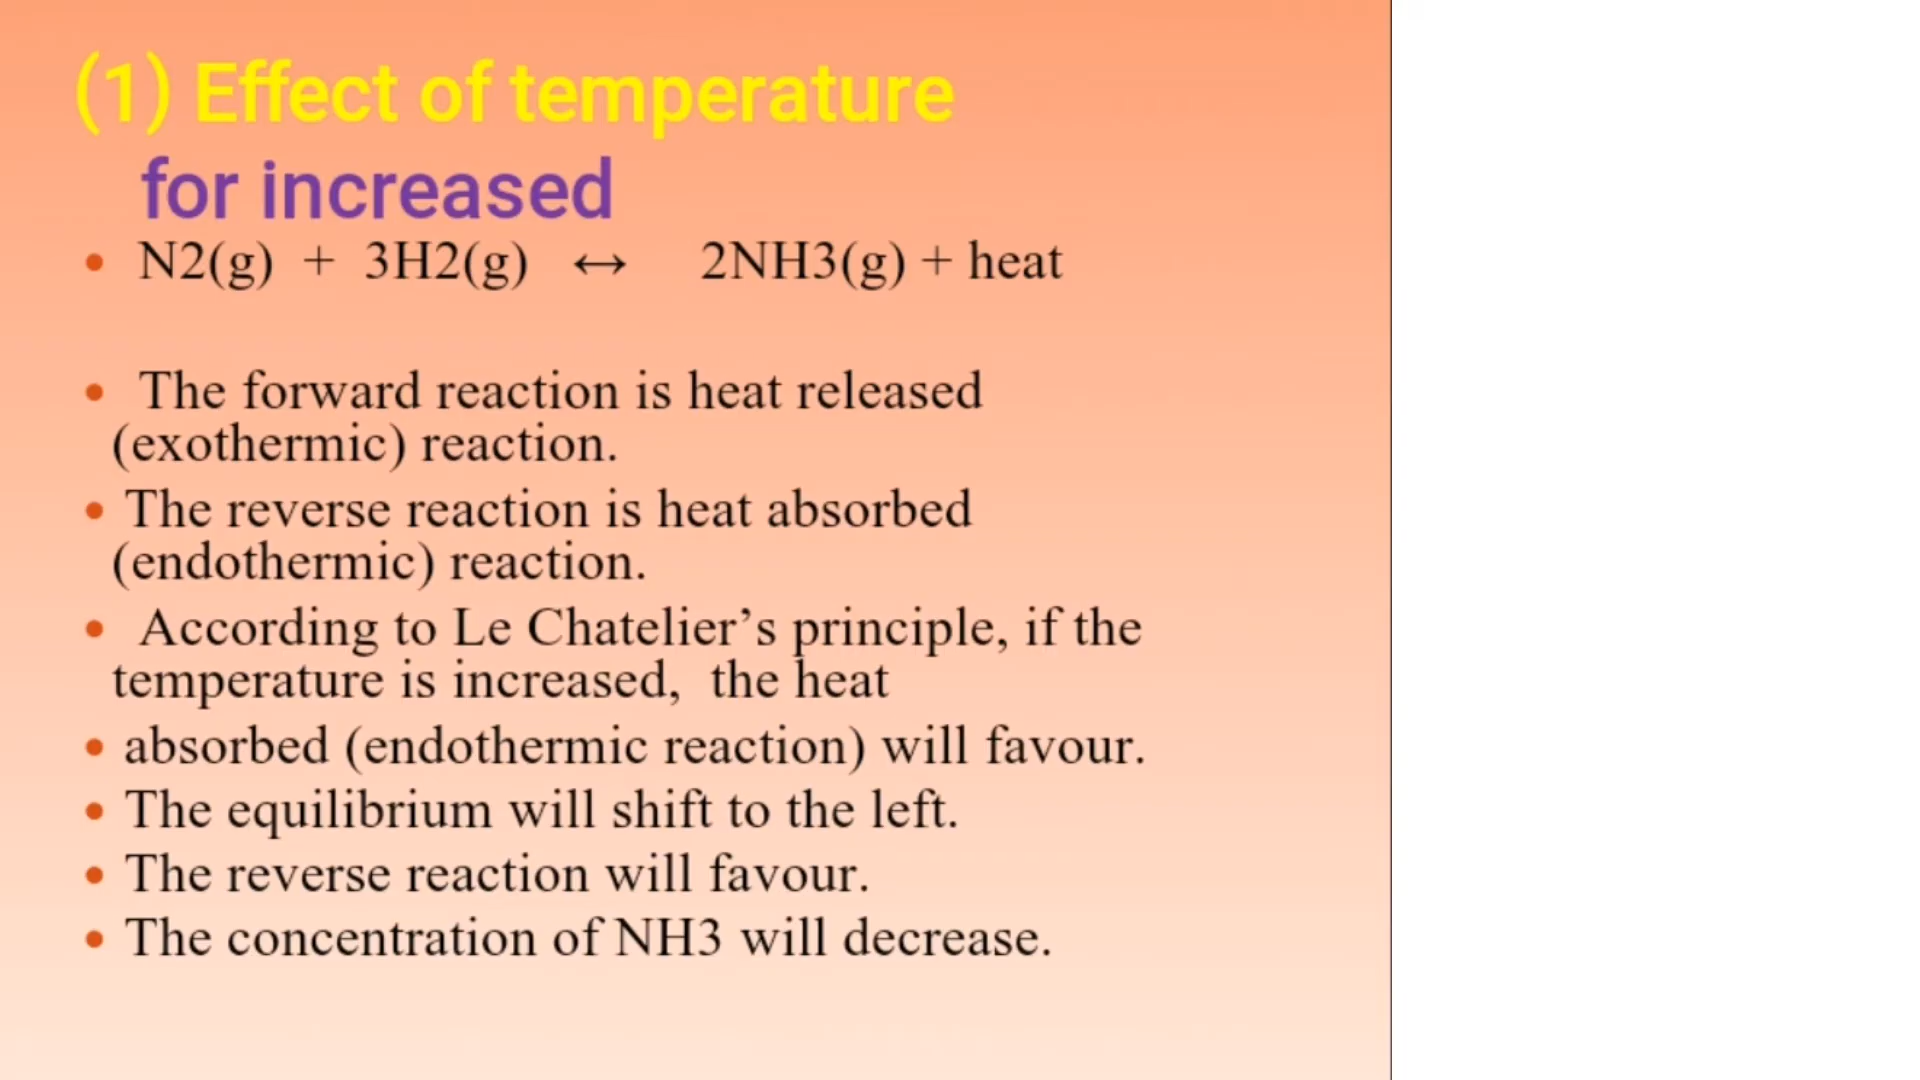 (1) Effect of temperature
for increased
• N2(g) + 3H2(g) ↔ 2NH3(g) + heat
• The forward reaction is heat released
(exothermic) reaction.
• The reverse reaction is heat absorbed
(endothermic) reaction.
• According to Le Chatelier’s principle, if the
temperature is increased, the heat
• absorbed (endothermic reaction) will favour.
• The equilibrium will shift to the left.
• The reverse reaction will favour.
• The concentration of NH3 will decrease.